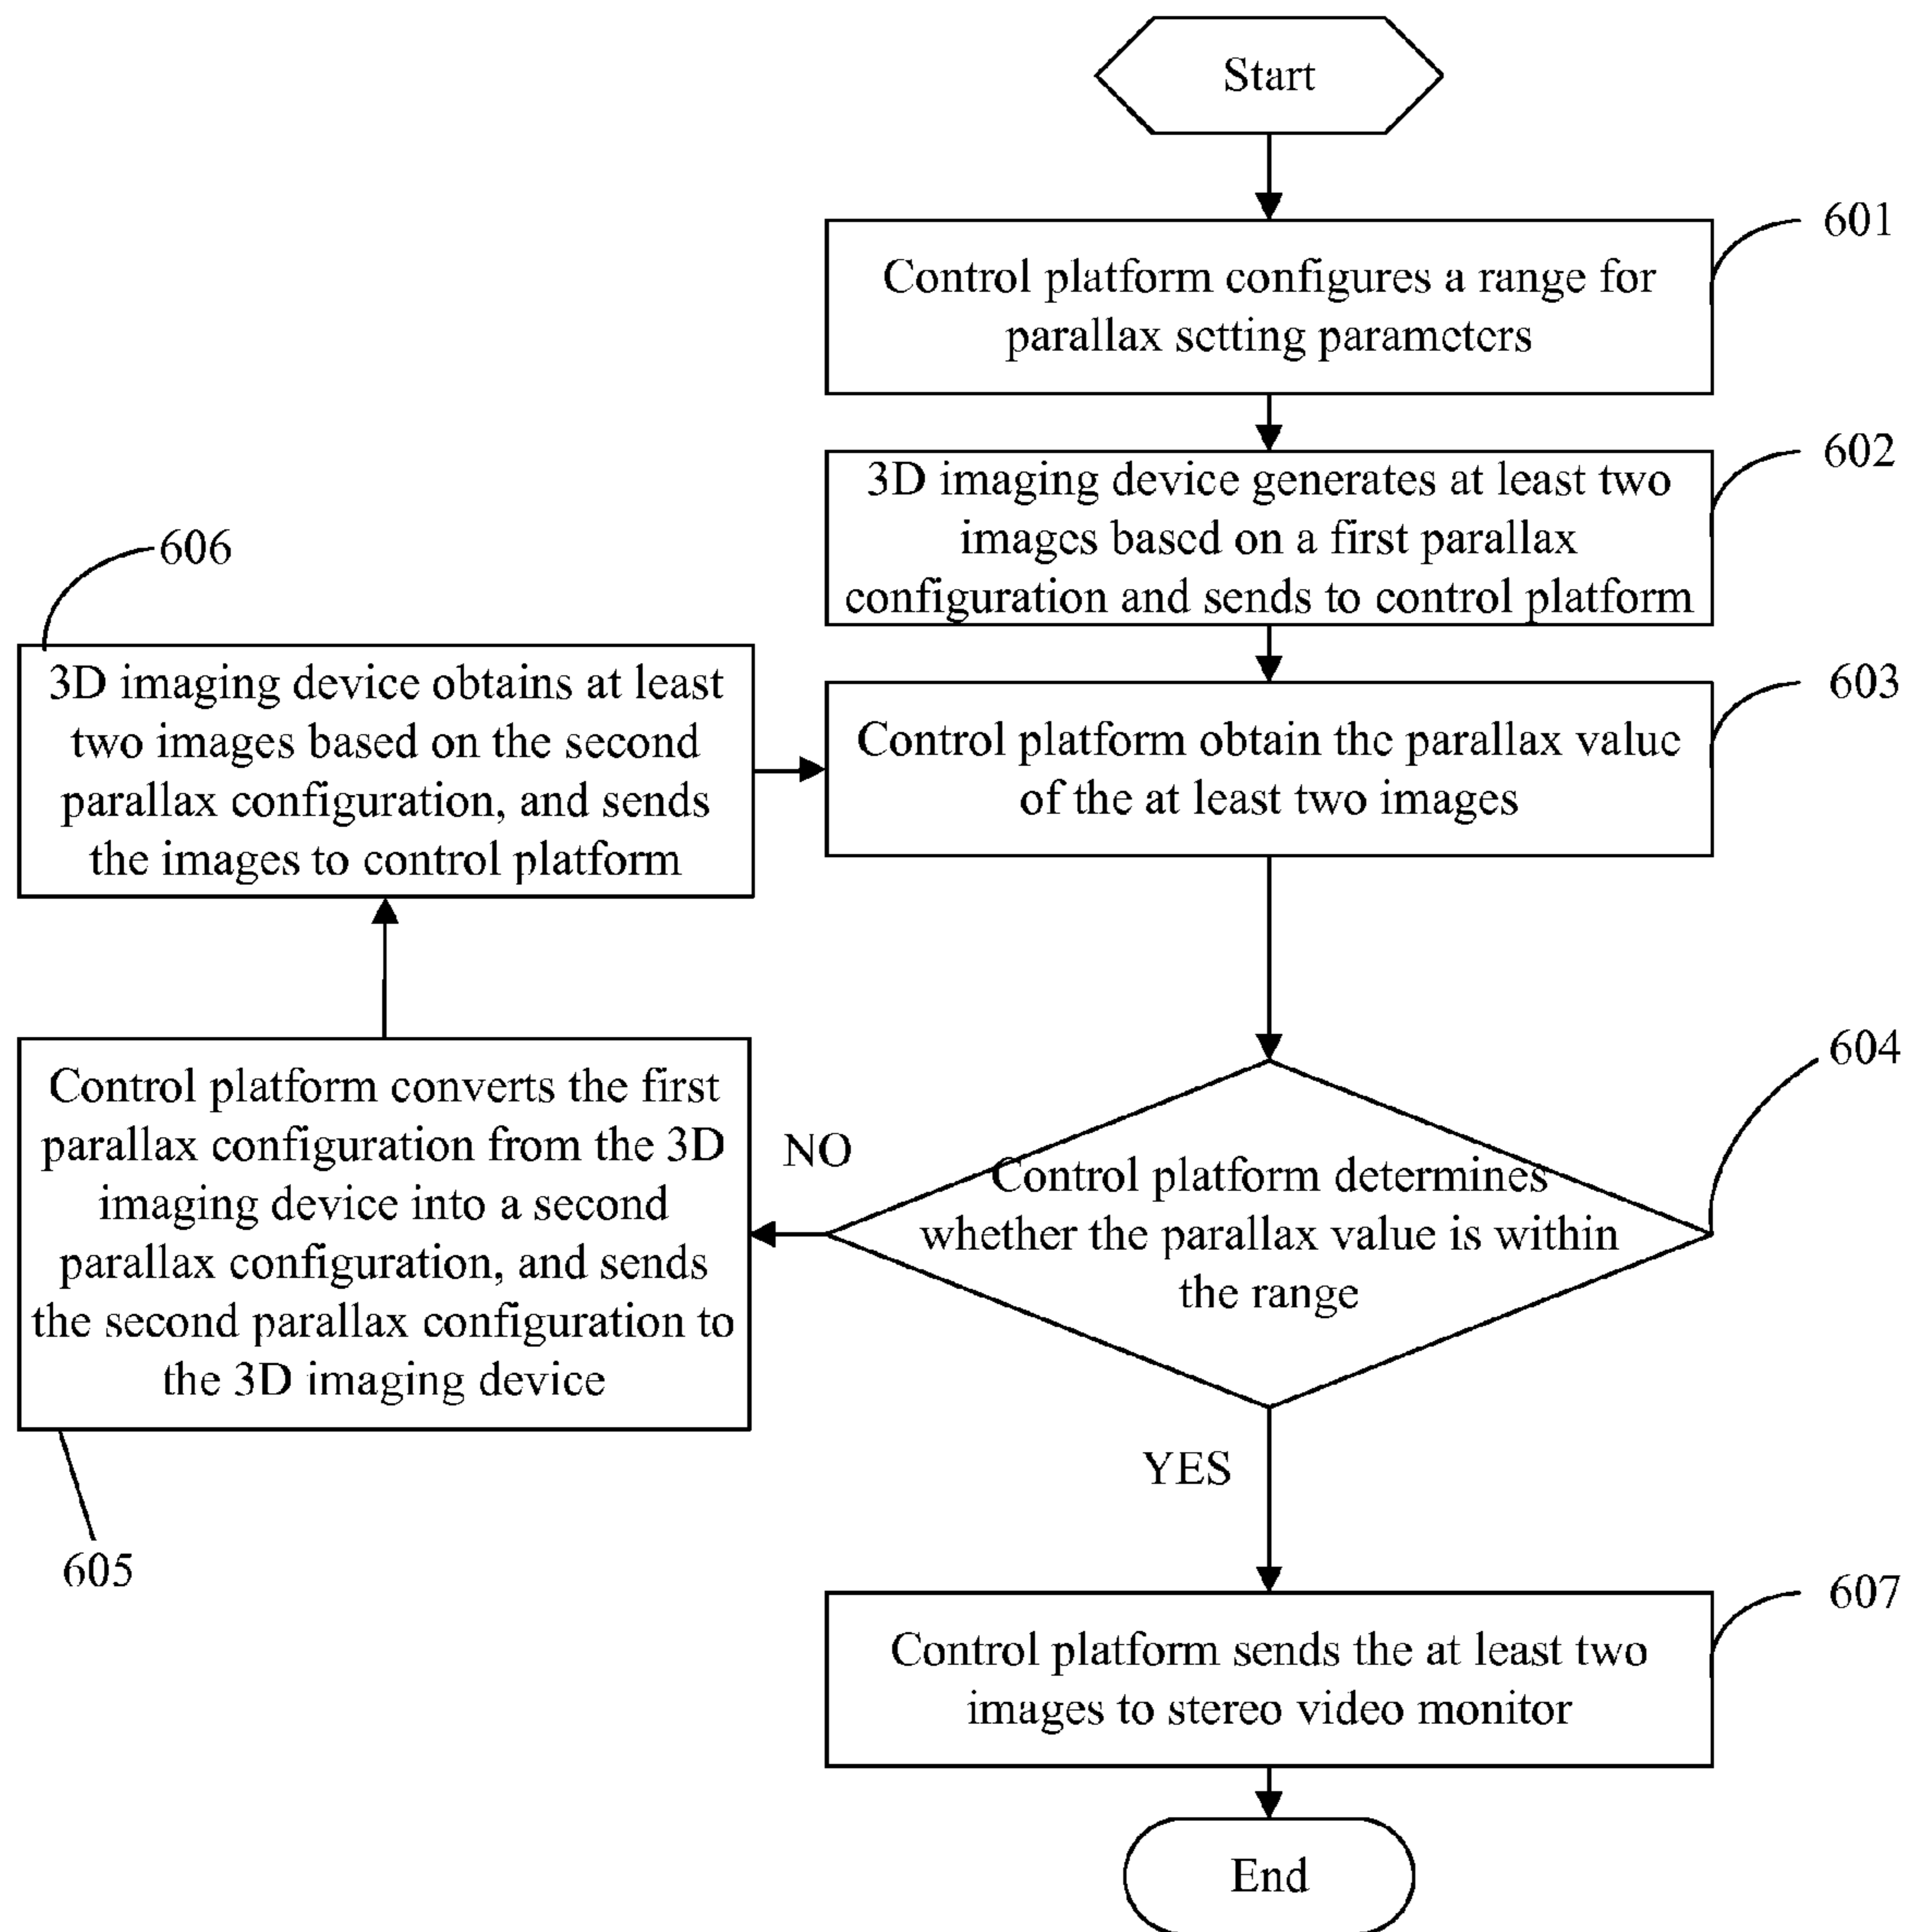 Start
601
Control platform configures a range for
parallax setting parameters
602
3D imaging device generates at least two
images based on a first parallax
configuration and sends to control platform
606
3D imaging device obtains at least
two images based on the second
parallax configuration, and sends
the images to control platform
603
Control platform obtain the parallax value
of the at least two images
604
Control platform determines
whether the parallax value is within
the range
NO
Control platform converts the first
parallax configuration from the 3D
imaging device into a second
parallax configuration, and sends
the second parallax configuration to
the 3D imaging device
605
YES
607
Control platform sends the at least two
images to stereo video monitor
End